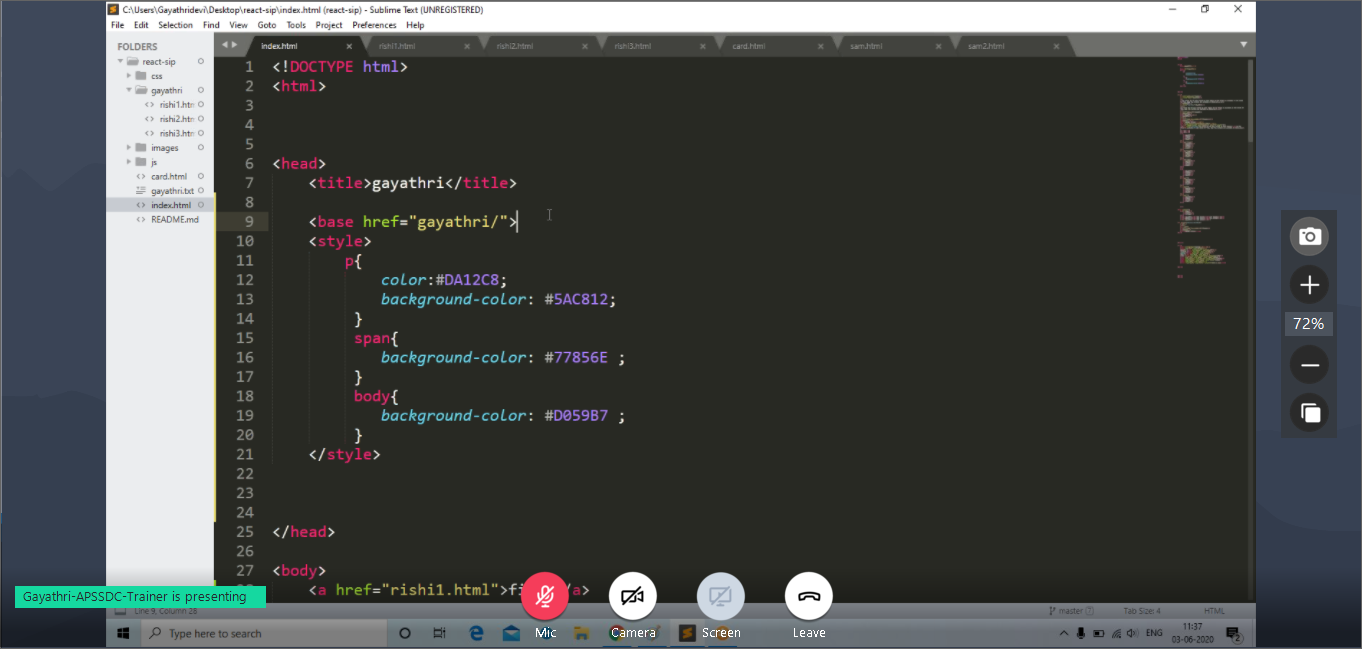 C:\Users\Gayathridevi\Desktop\react-sip\index.html (react-sip) - Sublime Text (UNREGISTERED)
File Edit Selection Find View Goto Tools Project Preferences Help
FOLDERS
react-sip
css
gayathri
rishi1.htm
rishi2.htm
rishi3.htm
images
js
card.html
gayathri.txt
index.html
README.md
index.html rishi1.html rishi2.html rishi3.html card.html sam.html sam2.html
1 <!DOCTYPE html>
2 <html>
3
4
5
6 <head>
7 <title>gayathri</title>
8
9 <base href="gayathri/">
10 <style>
11 p{
12 color:#DA12C8;
13 background-color: #5AC812;
14 }
15 span{
16 background-color: #77856E ;
17 }
18 body{
19 background-color: #D059B7 ;
20 }
21 </style>
22
23
24
25 </head>
26
27 <body>
<a href="rishi1.html">fi /a>
72%
Gayathri-APSSDC-Trainer is presenting
Line 9, Column 28
master Tab Size: 4 HTML
Type here to search
Mic Camera Screen Leave
ENG
11:37
03-06-2020
2